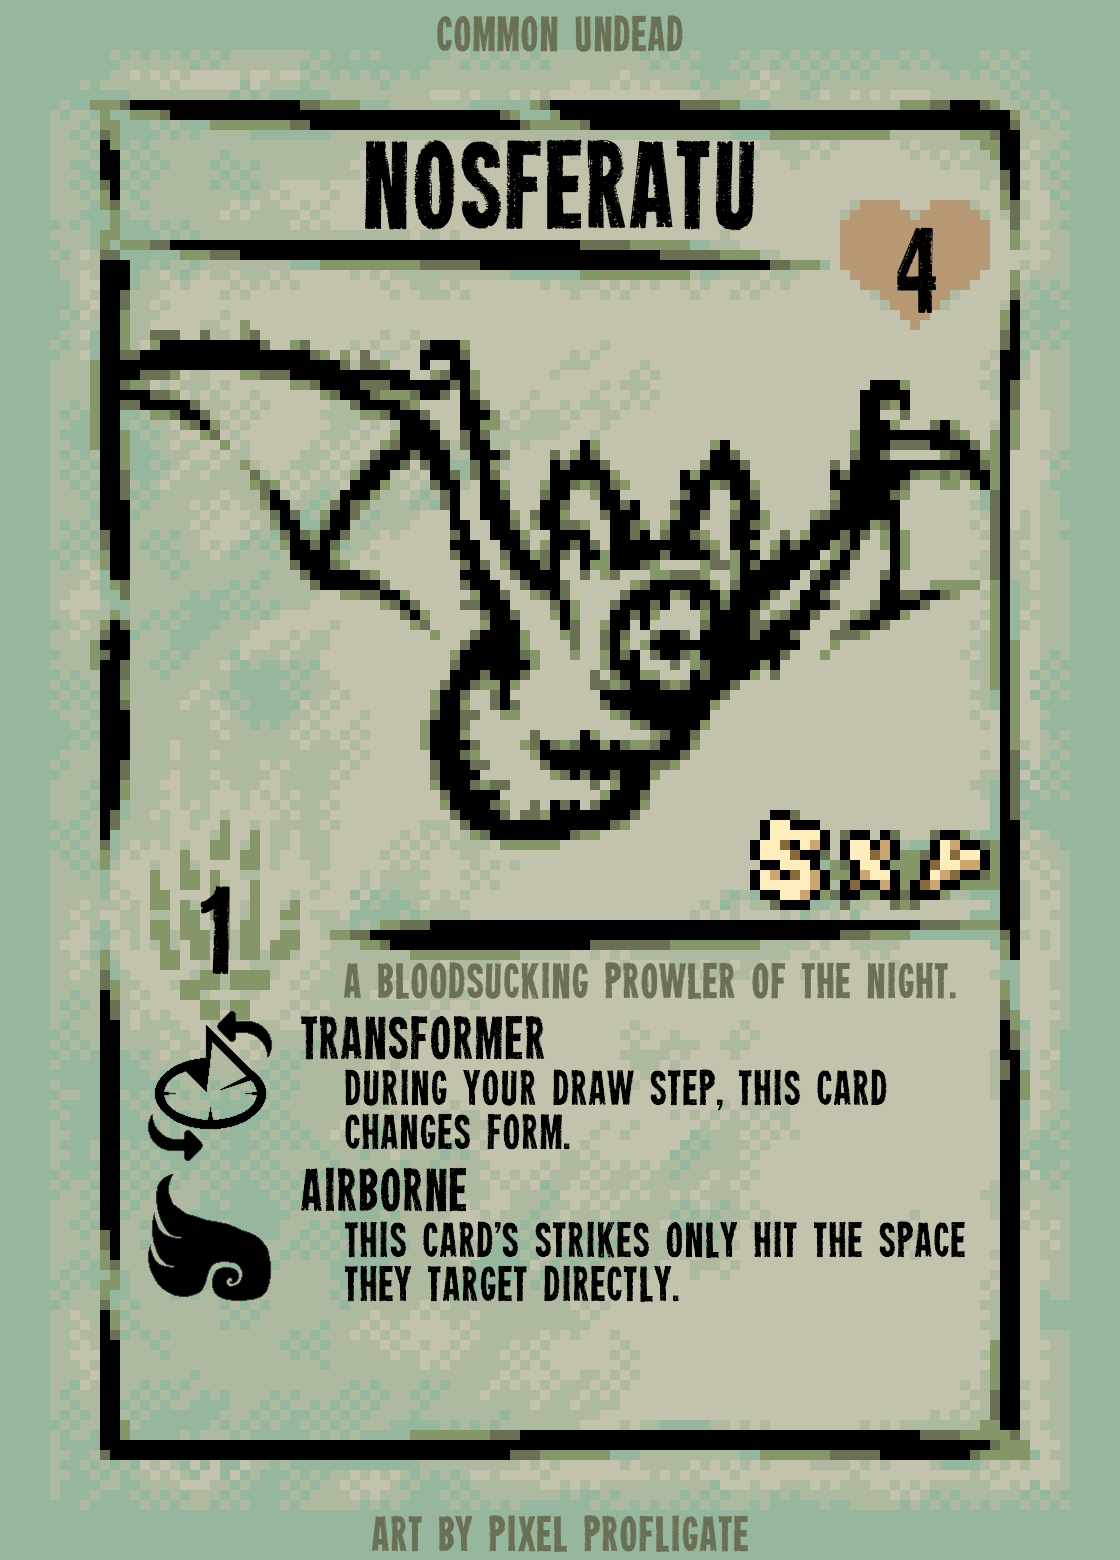 COMMON UNDEAD
NOSFERATU
4
5
1
A BLOODSUCKING PROWLER OF THE NIGHT.
TRANSFORMER
DURING YOUR DRAW STEP, THIS CARD
CHANGES FORM.
AIRBORNE
THIS CARD'S STRIKES ONLY HIT THE SPACE
THEY TARGET DIRECTLY.
ART BY PIXEL PROFLIGATE